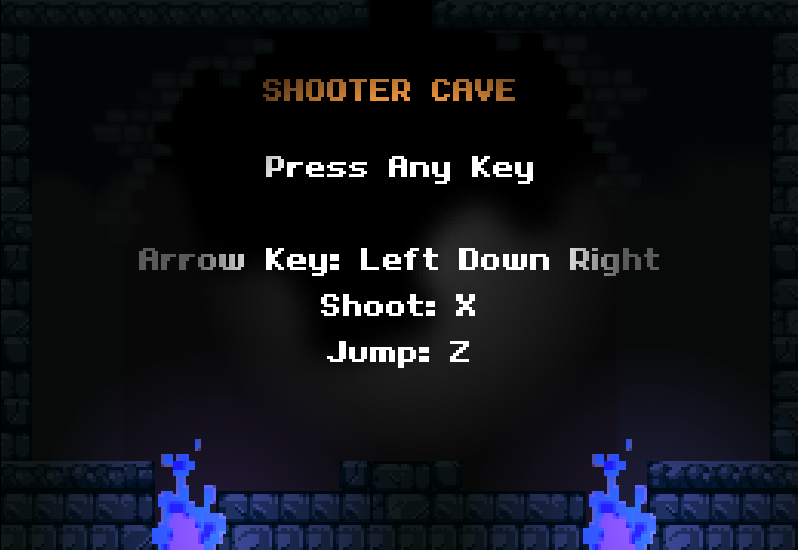 SHOOTER CAVE
Press Any Key
Arrow Key: Left Down Right
Shoot: X
Jump: Z